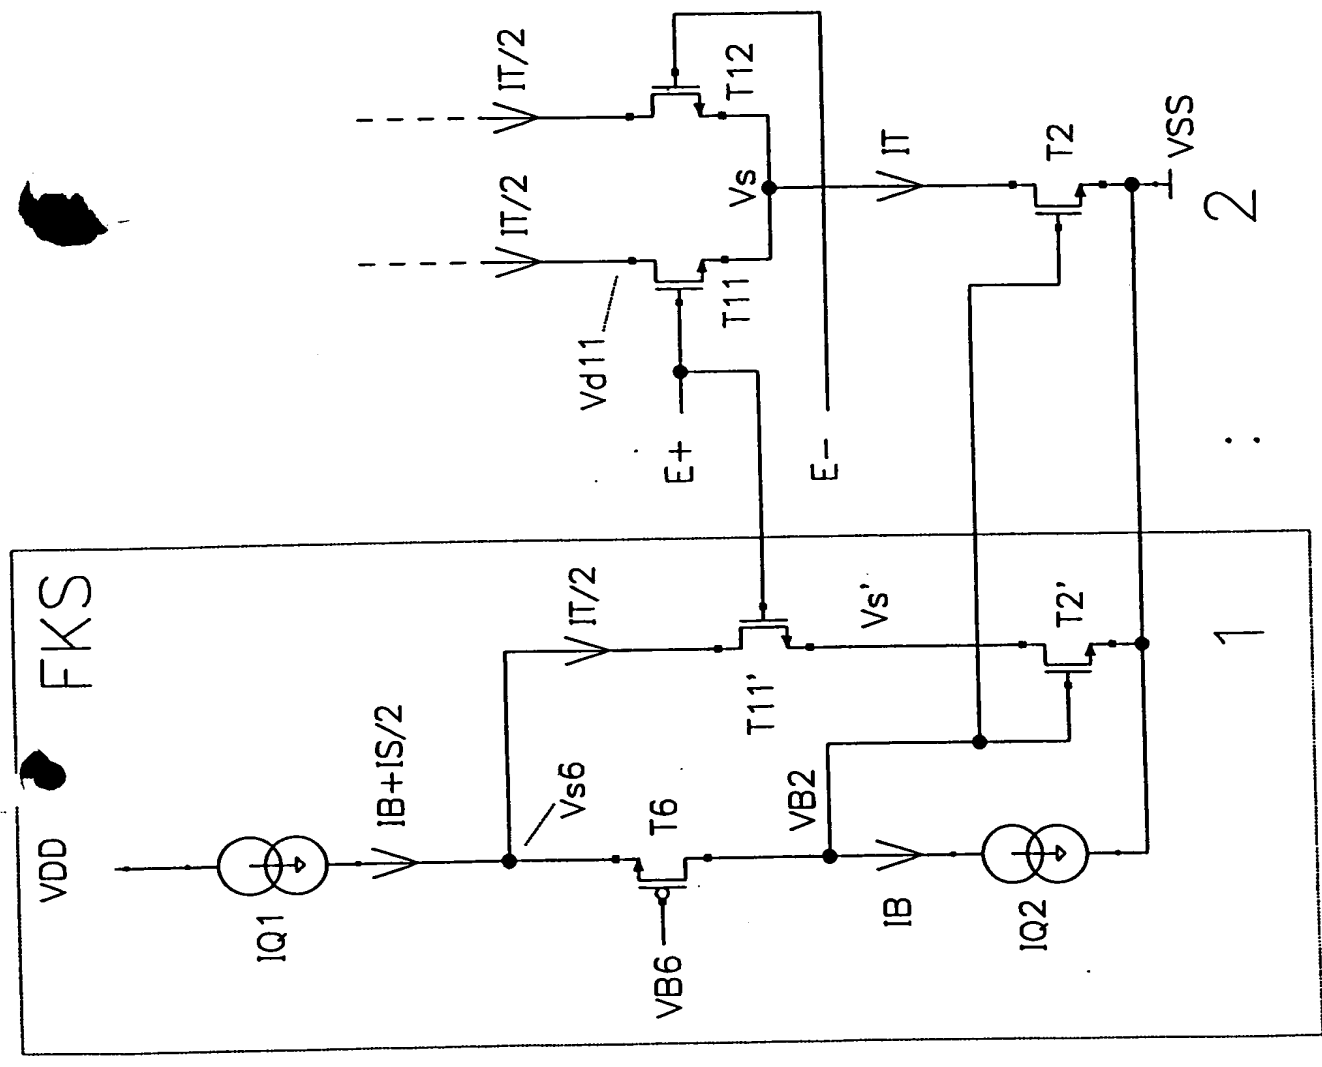 FKS
VDD
IQ1
IB+IS/2
Vs6
IT/2
VB6
T6
T11'
VB2
Vs'
IB
IQ2
T2'
1
IT/2
IT/2
Vd11
E+
T11
T12
Vs
E-
IT
T2
VSS
2
: